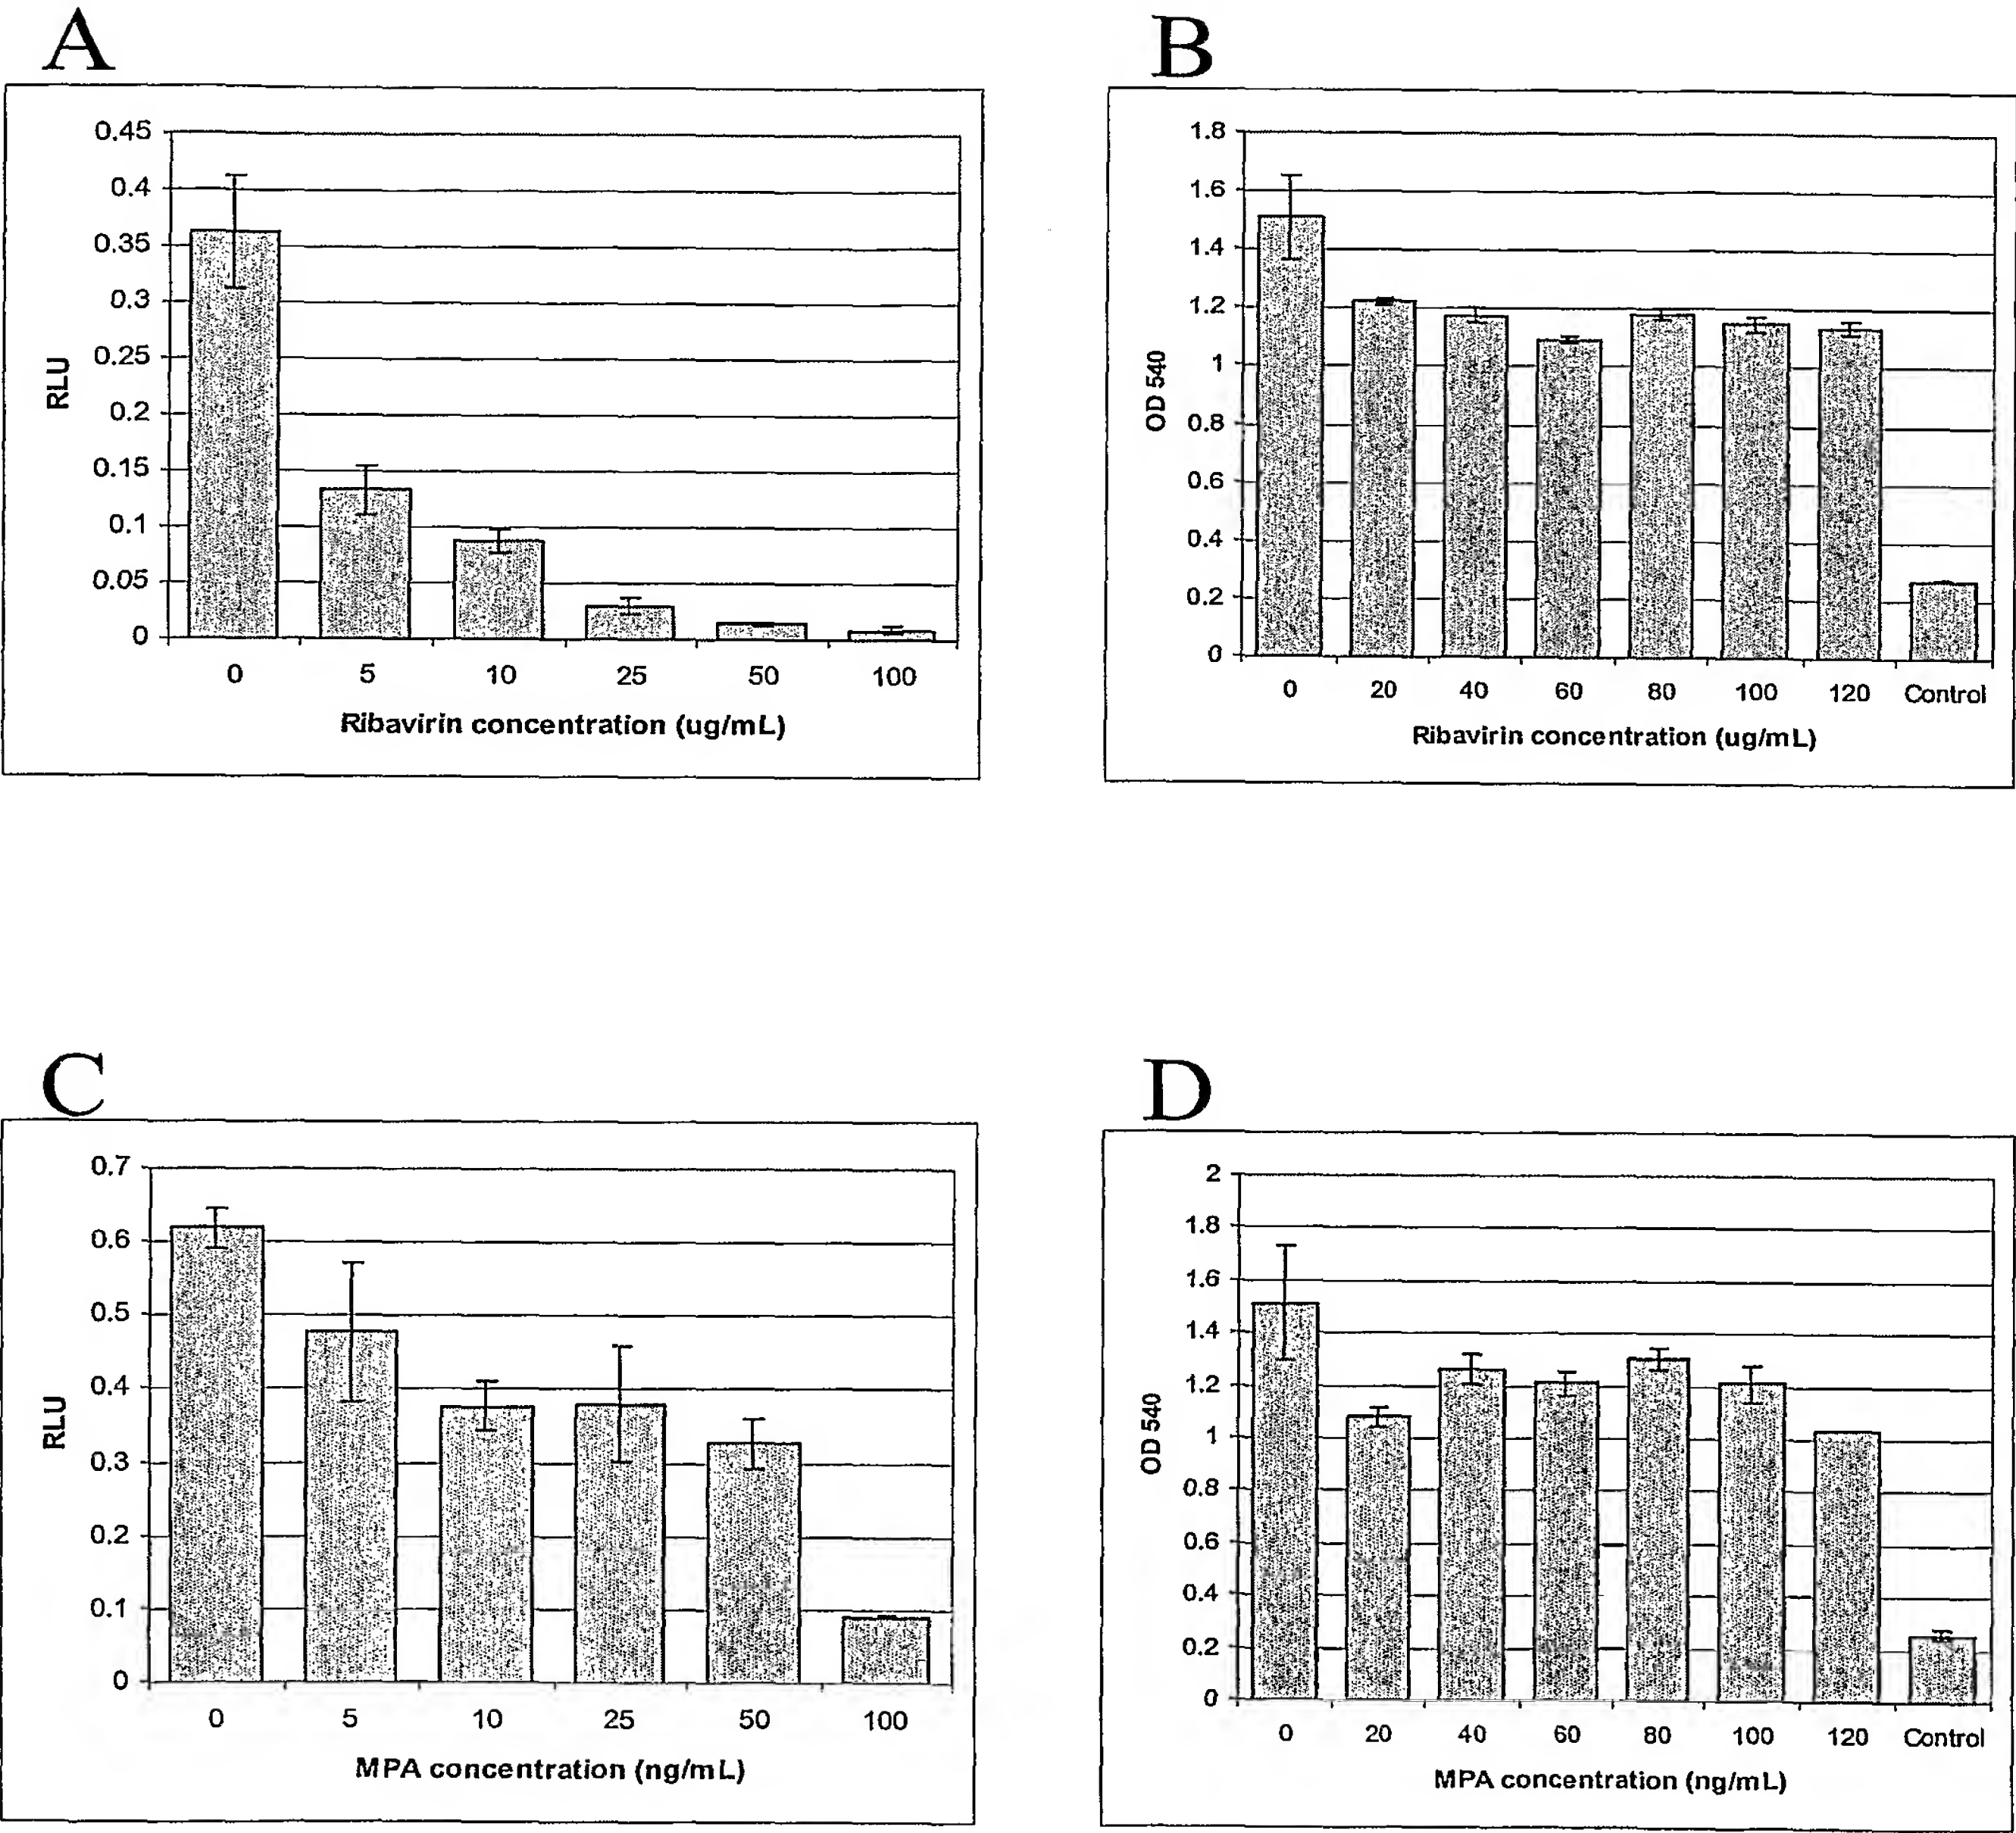 A
0.45
0.4
0.35
0.3
0.25
0.2
0.15
0.1
0.05
0
RLU
0 5 10 25 50 100
Ribavirin concentration (ug/mL)
B
1.8
1.6
1.4
1.2
1
0.8
0.6
0.4
0.2
0
OD 540
0 20 40 60 80 100 120 Control
Ribavirin concentration (ug/mL)
C
0.7
0.6
0.5
0.4
0.3
0.2
0.1
0
RLU
0 5 10 25 50 100
MPA concentration (ng/mL)
D
2
1.8
1.6
1.4
1.2
1
0.8
0.6
0.4
0.2
0
OD 540
0 20 40 60 80 100 120 Control
MPA concentration (ng/mL)